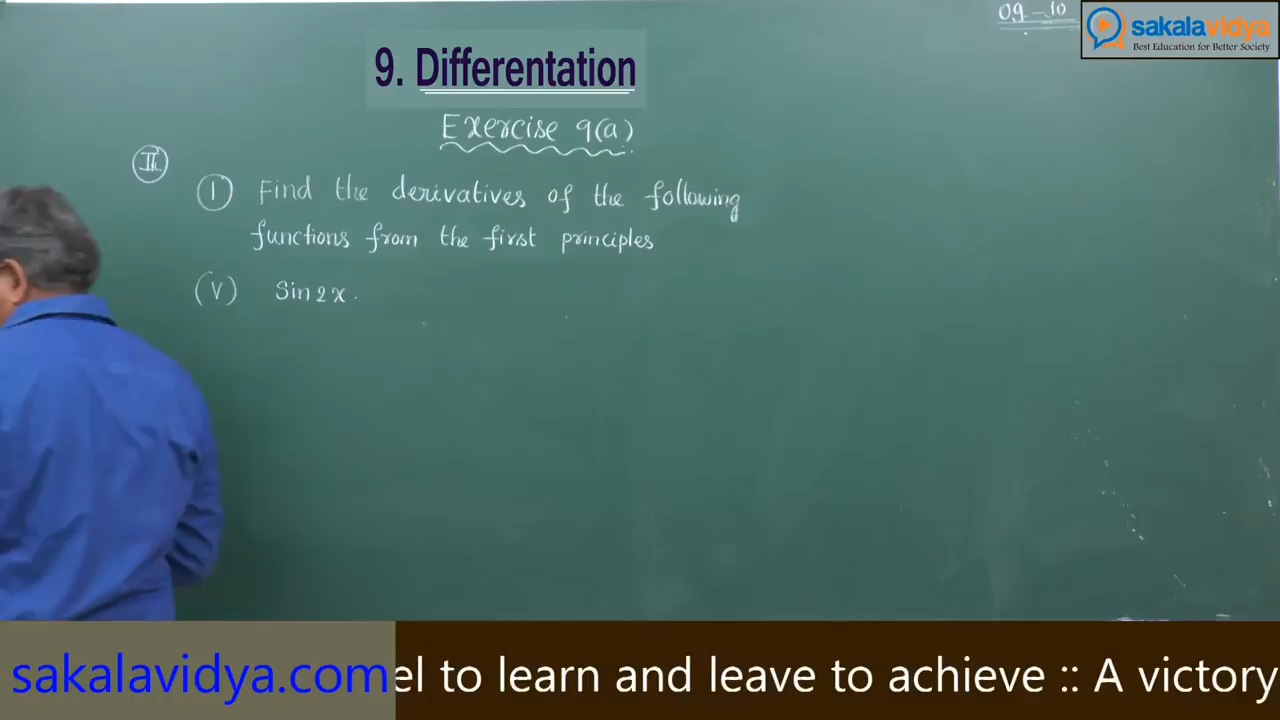 09-10
sakalavidya
Best Education for Better Society
9. Differentation
Exercise 9(a)
II
1 Find the derivatives of the following
functions from the first principles
(V) Sin 2x.
sakalavidya.com
el to learn and leave to achieve :: A victory